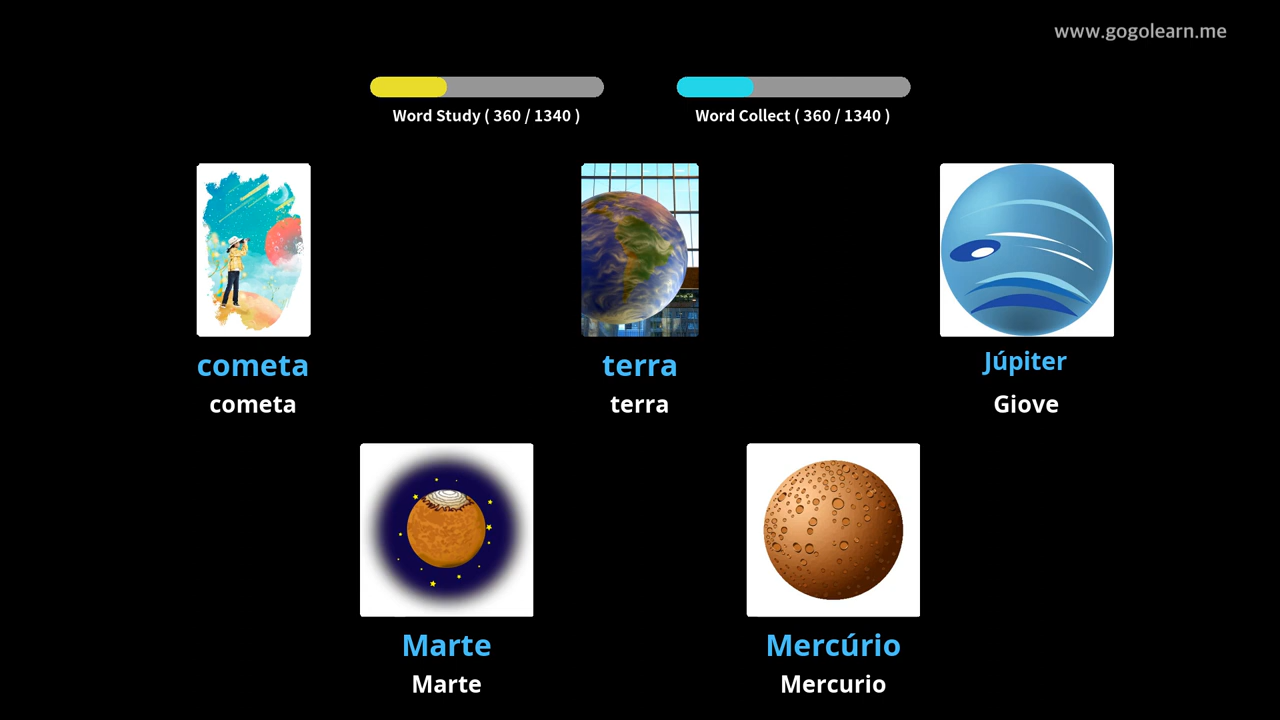 www.gogolearn.me
Word Study ( 360 / 1340 )
Word Collect ( 360 / 1340 )
cometa
cometa
terra
terra
Júpiter
Giove
Marte
Marte
Mercúrio
Mercurio